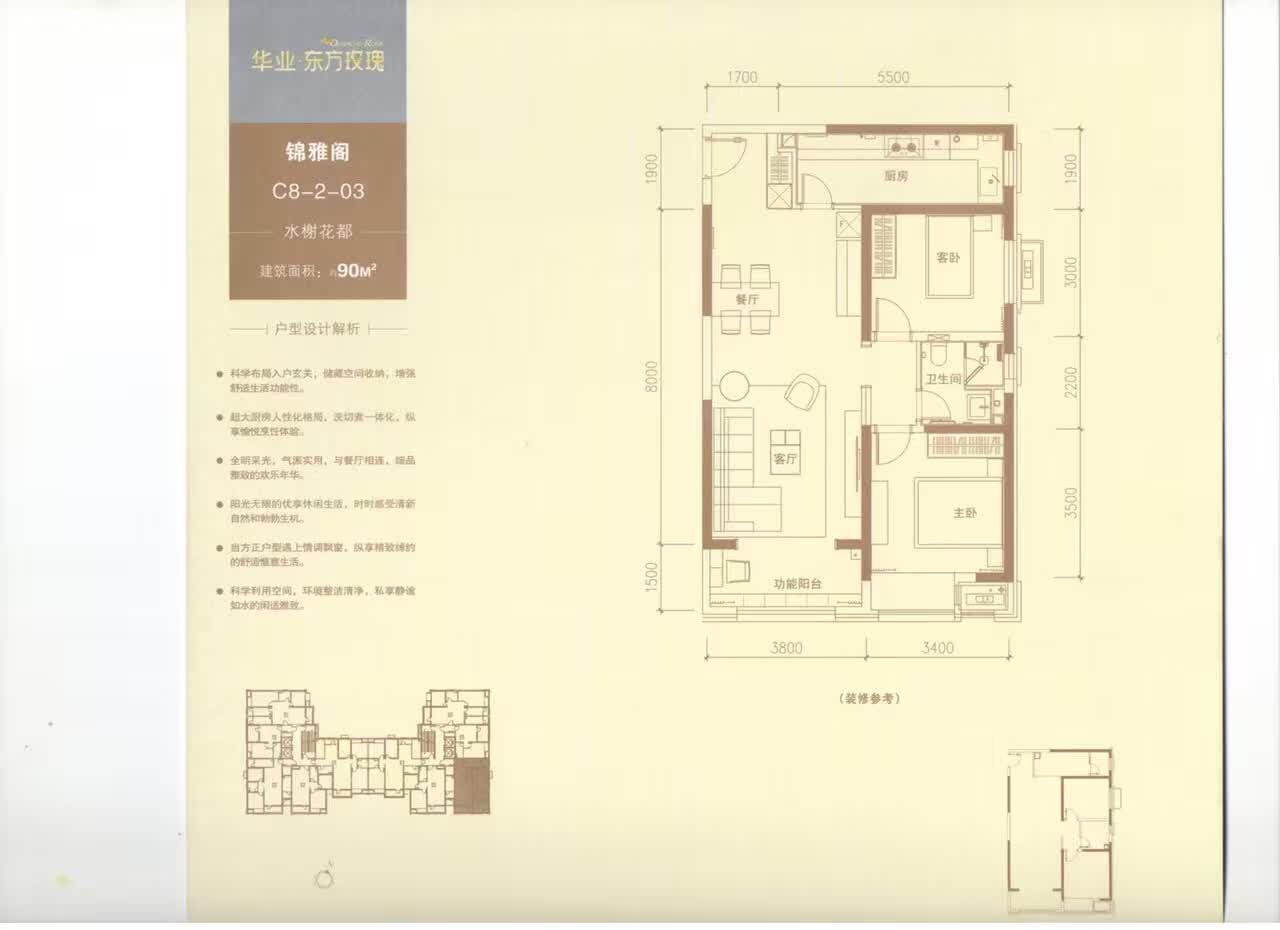 华业·东方玫瑰
锦雅阁
C8-2-03
水榭花都
建筑面积：约90M²
户型设计解析
● 科学布局入户玄关，储藏空间收纳，增强
舒适生活功能性。
● 超大厨房人性化格局，洗切煮一体化，纵
享愉悦烹饪体验。
● 全明采光，气派实用，与餐厅相连，细品
雅致的欢乐年华。
● 阳光无限的优享休闲生活，时时感受清新
自然和勃勃生机。
● 当方正户型遇上情调飘窗，纵享精致绰约
的舒适惬意生活。
● 科学利用空间，环境整洁清净，私享静谧
如水的闲适雅致。
1700
5500
1900
8000
1500
1900
3000
2200
3500
3800
3400
厨房
客卧
餐厅
卫生间
客厅
主卧
功能阳台
（装修参考）